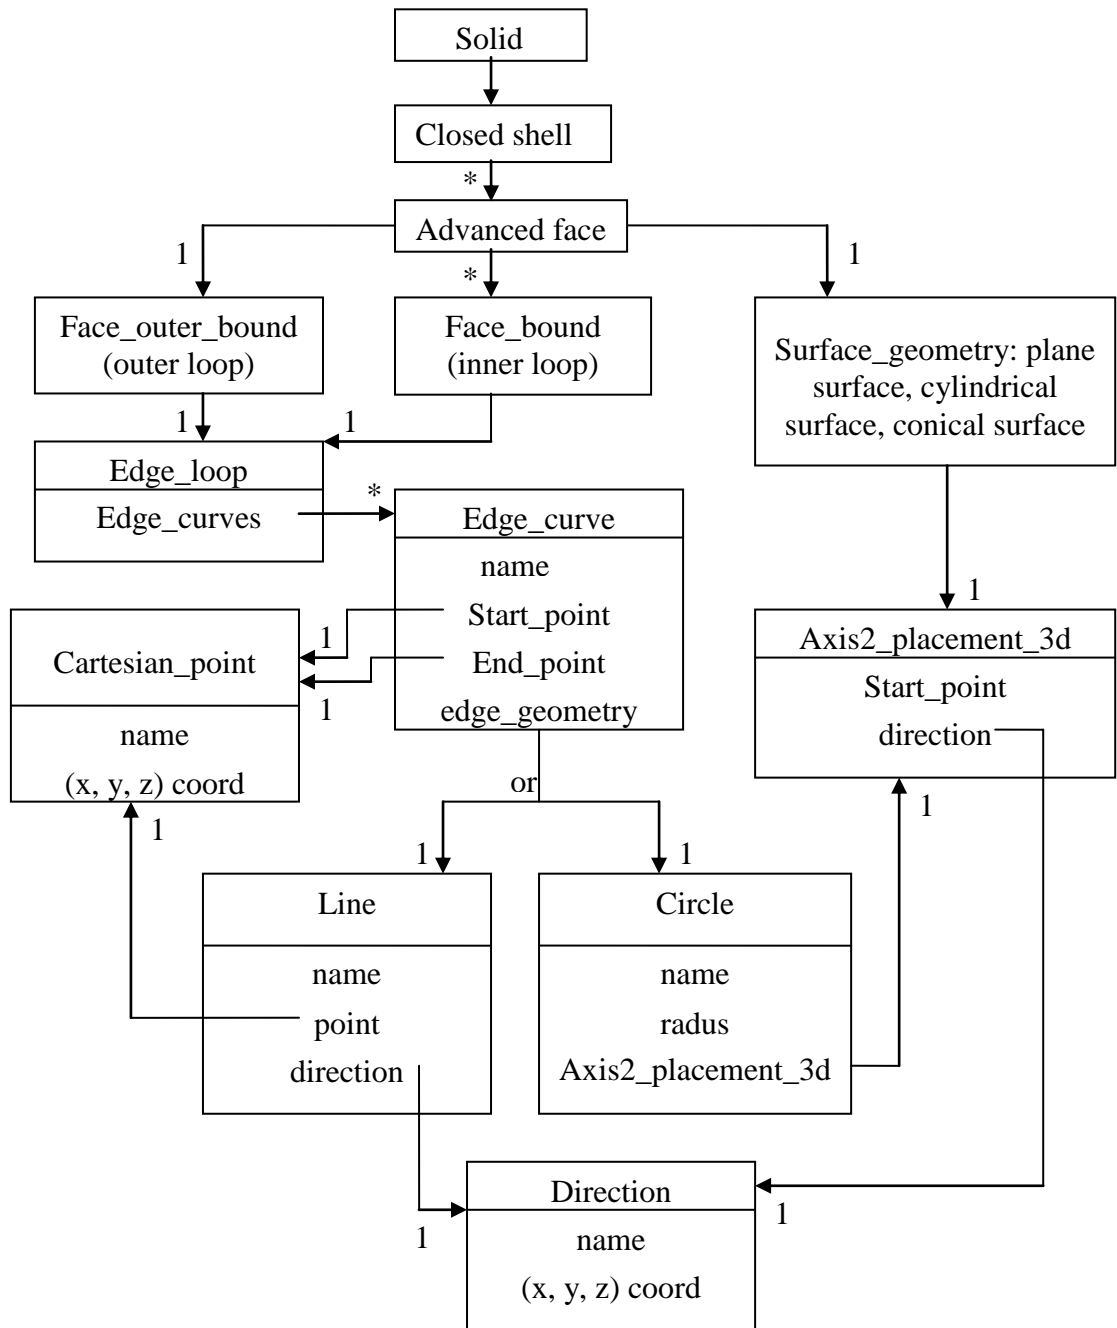 Solid
Closed shell
*
Advanced face
1
*
1
Face_outer_bound
(outer loop)
Face_bound
(inner loop)
Surface_geometry: plane
surface, cylindrical
surface, conical surface
1
1
Edge_loop
Edge_curves
*
Edge_curve
name
Start_point
End_point
edge_geometry
1
1
1
Cartesian_point
name
(x, y, z) coord
Axis2_placement_3d
Start_point
direction
or
1
1
1
1
Line
name
point
direction
Circle
name
radus
Axis2_placement_3d
1
1
Direction
name
(x, y, z) coord